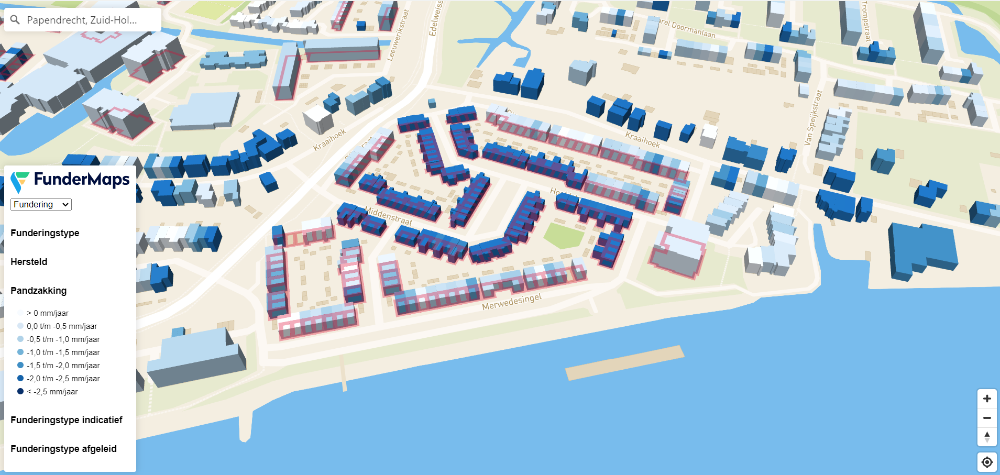 Papendrecht, Zuid-Hol...
FunderMaps
Fundering
Funderingstype
Hersteld
Pandzakking
> 0 mm/jaar
0,0 t/m -0,5 mm/jaar
-0,5 t/m -1,0 mm/jaar
-1,0 t/m -1,5 mm/jaar
-1,5 t/m -2,0 mm/jaar
-2,0 t/m -2,5 mm/jaar
< -2,5 mm/jaar
Funderingstype indicatief
Funderingstype afgeleid
Leeuwerikstraat
Edelweiss
arel Doormanlaan
Trompstraat
Van Speijkstraat
Kraaihoek
Kraaihoek
Middenstraat
Merwedesingel